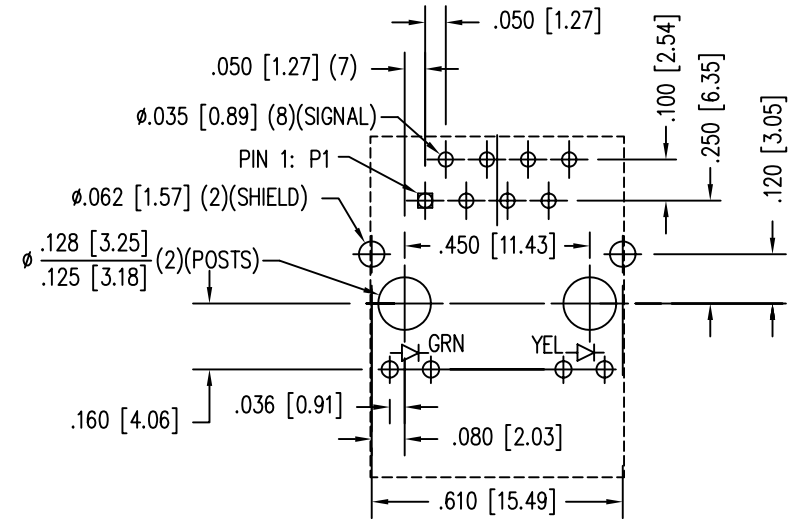 .050 [1.27]
.050 [1.27] (7)
.100 [2.54]
.250 [6.35]
.120 [3.05]
ø.035 [0.89] (8)(SIGNAL)
PIN 1: P1
ø.062 [1.57] (2)(SHIELD)
.450 [11.43]
ø .128 [3.25]
.125 [3.18] (2)(POSTS)
GRN
YEL
.036 [0.91]
.160 [4.06]
.080 [2.03]
.610 [15.49]